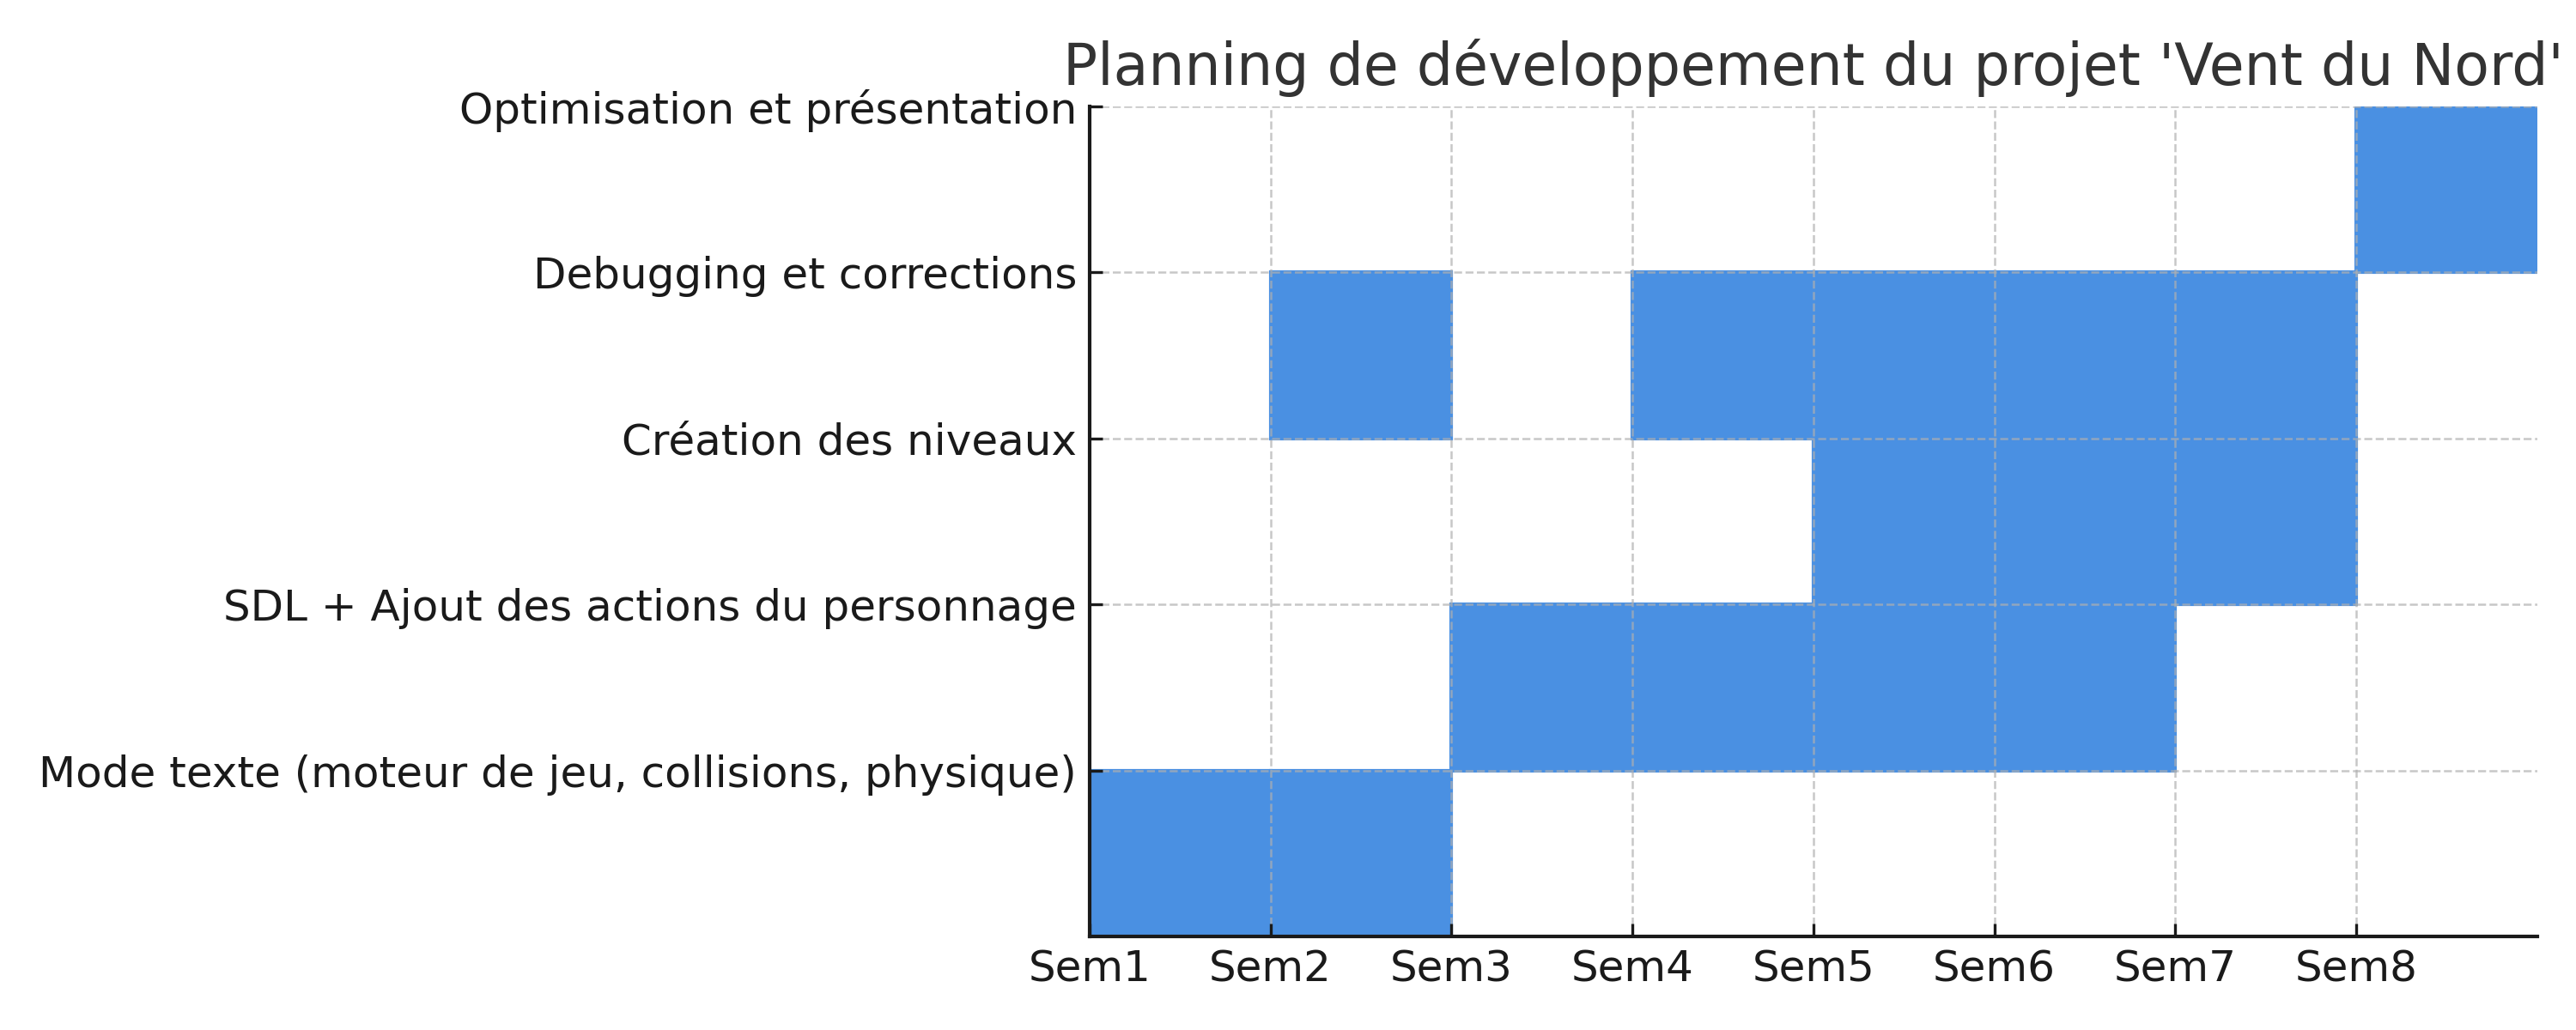 Planning de développement du projet 'Vent du Nord'
Optimisation et présentation
Debugging et corrections
Création des niveaux
SDL + Ajout des actions du personnage
Mode texte (moteur de jeu, collisions, physique)
Sem1 Sem2 Sem3 Sem4 Sem5 Sem6 Sem7 Sem8